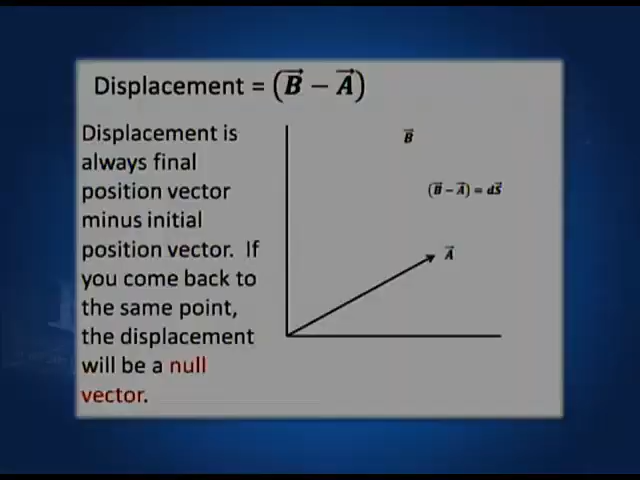 Displacement = (B⃗ − A⃗)
Displacement is
always final
position vector
minus initial
position vector. If
you come back to
the same point,
the displacement
will be a null
vector.
B⃗
(B⃗ − A⃗) = dS⃗
A⃗